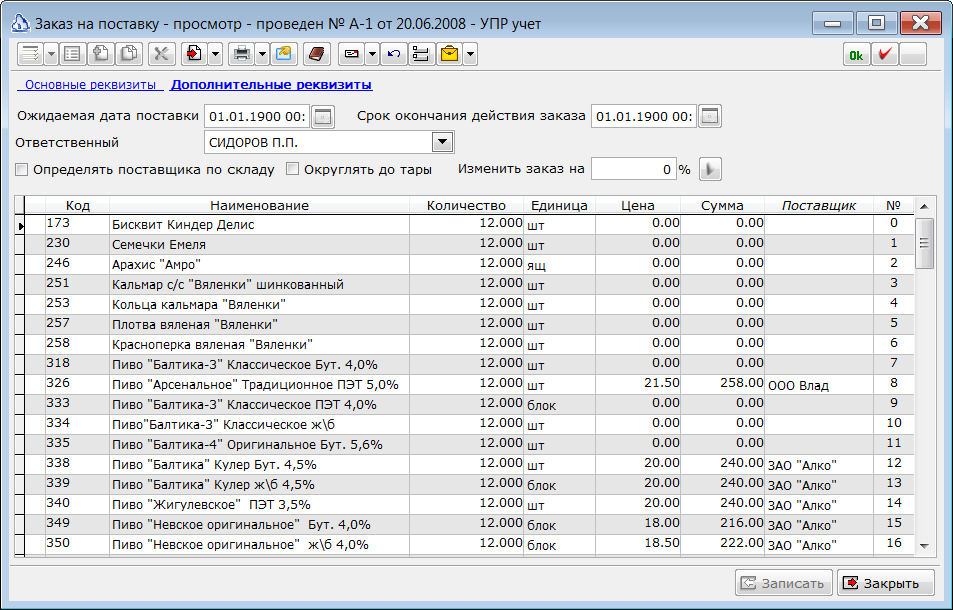 Заказ на поставку - просмотр - проведен № А-1 от 20.06.2008 - УПР учет
Ok
Основные реквизиты Дополнительные реквизиты
Ожидаемая дата поставки 01.01.1900 00: Срок окончания действия заказа 01.01.1900 00:
Ответственный СИДОРОВ П.П.
Определять поставщика по складу Округлять до тары Изменить заказ на 0 %
Код Наименование Количество Единица Цена Сумма Поставщик №
173 Бисквит Киндер Делис 12.000 шт 0.00 0.00 0
230 Семечки Емеля 12.000 шт 0.00 0.00 1
246 Арахис "Амро" 12.000 ящ 0.00 0.00 2
251 Кальмар с/с "Вяленки" шинкованный 12.000 шт 0.00 0.00 3
253 Кольца кальмара "Вяленки" 12.000 шт 0.00 0.00 4
257 Плотва вяленая "Вяленки" 12.000 шт 0.00 0.00 5
258 Красноперка вяленая "Вяленки" 12.000 шт 0.00 0.00 6
318 Пиво "Балтика-3" Классическое Бут. 4,0% 12.000 шт 0.00 0.00 7
326 Пиво "Арсенальное" Традиционное ПЭТ 5,0% 12.000 шт 21.50 258.00 ООО Влад 8
333 Пиво "Балтика-3" Классическое ПЭТ 4,0% 12.000 блок 0.00 0.00 9
334 Пиво"Балтика-3" Классическое ж\б 12.000 шт 0.00 0.00 10
335 Пиво "Балтика-4" Оригинальное Бут. 5,6% 12.000 шт 0.00 0.00 11
338 Пиво "Балтика" Кулер Бут. 4,5% 12.000 шт 20.00 240.00 ЗАО "Алко" 12
339 Пиво "Балтика" Кулер ж\б 4,5% 12.000 блок 20.00 240.00 ЗАО "Алко" 13
340 Пиво "Жигулевское" ПЭТ 3,5% 12.000 шт 20.00 240.00 ЗАО "Алко" 14
349 Пиво "Невское оригинальное" Бут. 4,0% 12.000 блок 18.00 216.00 ЗАО "Алко" 15
350 Пиво "Невское оригинальное" ж\б 4,0% 12.000 блок 18.50 222.00 ЗАО "Алко" 16
Записать Закрыть